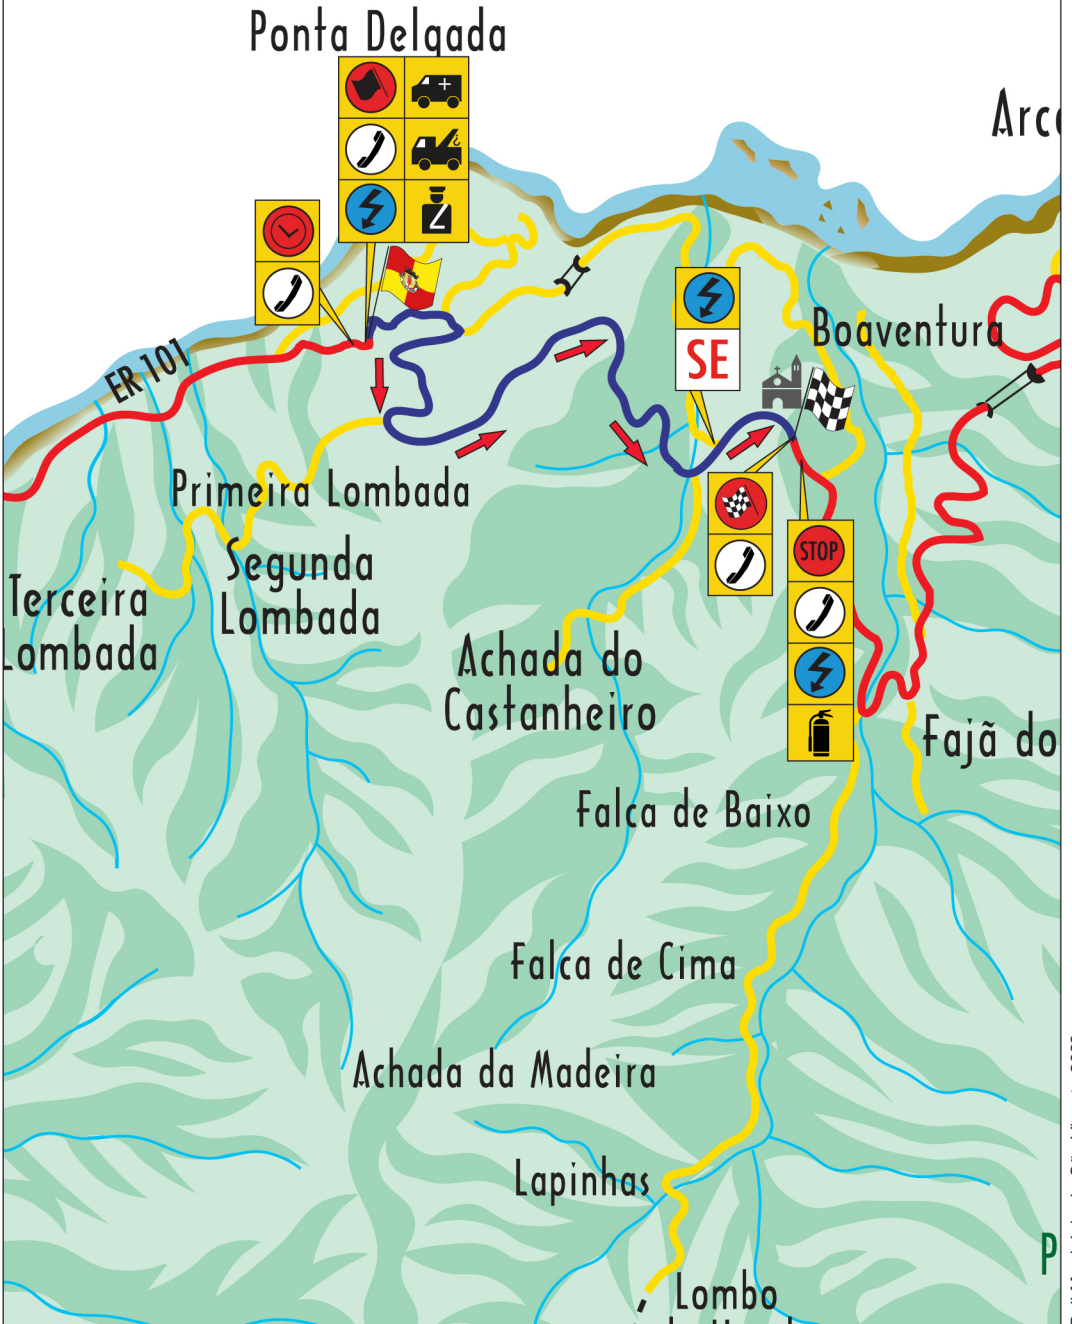 Ponta Delgada
Arc
ER 101
SE
Boaventura
Primeira Lombada
Segunda
Lombada
Terceira
Lombada
STOP
Achada do
Castanheiro
Fajã do
Falca de Baixo
Falca de Cima
Achada da Madeira
Lapinhas
P
Lombo